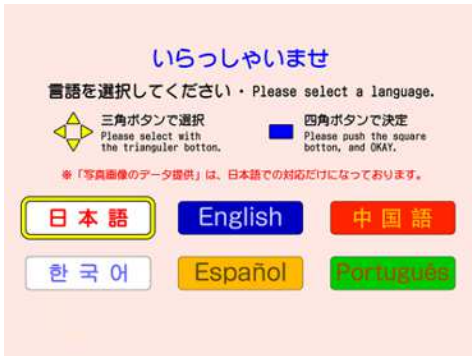 いらっしゃいませ
言語を選択してください・Please select a language.
三角ボタンで選択
Please select with
the trianguler botton.
四角ボタンで決定
Please push the square
botton, and OKAY.
※「写真画像のデータ提供」は、日本語での対応だけになっております。
日本語
English
中国語
한국어
Español
Português